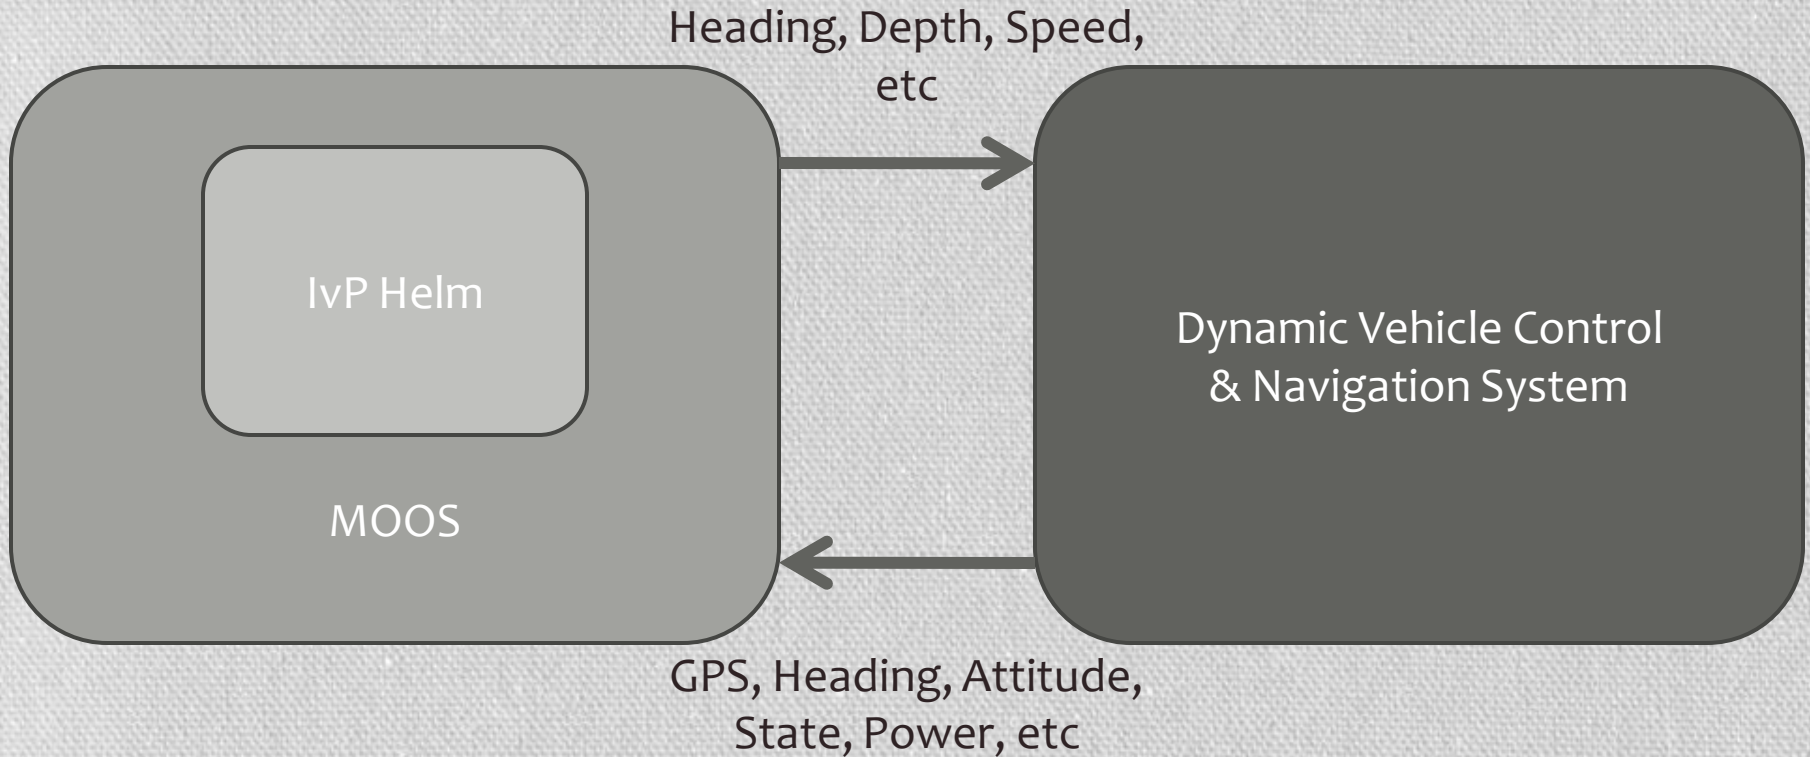 Heading, Depth, Speed,
etc
IvP Helm
MOOS
Dynamic Vehicle Control
& Navigation System
GPS, Heading, Attitude,
State, Power, etc